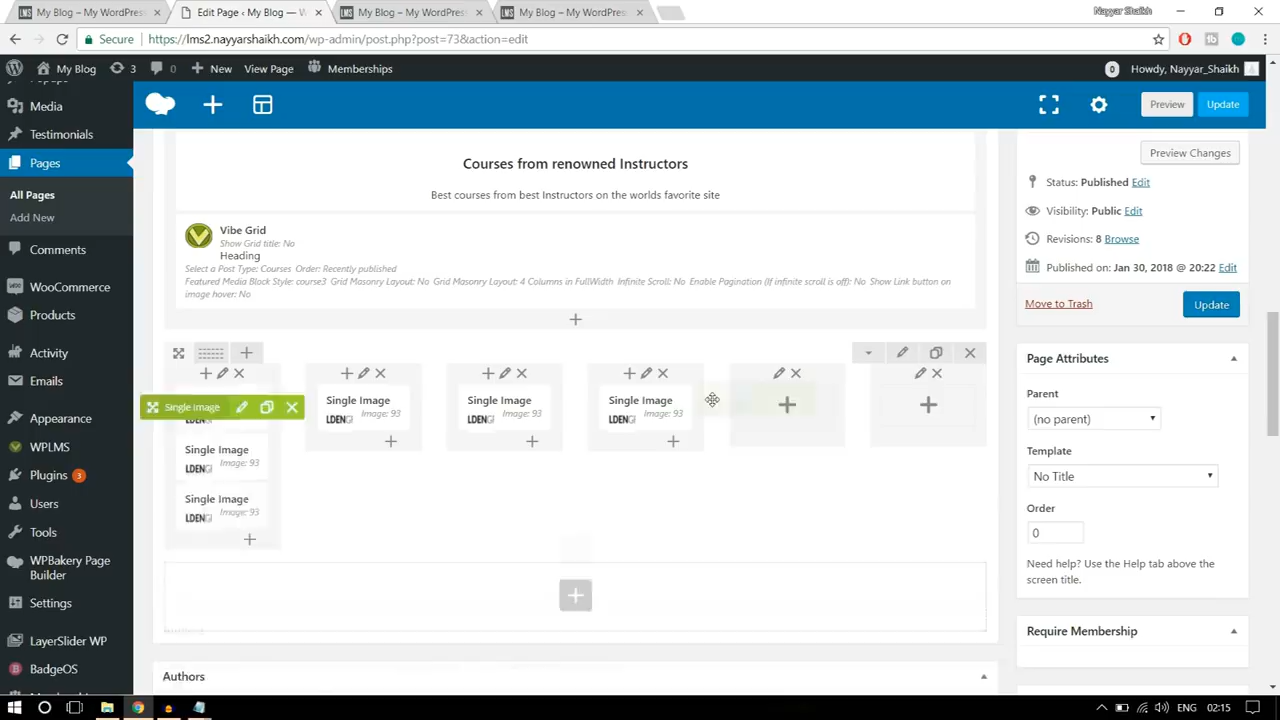 My Blog – My WordPress
Edit Page ‹ My Blog —
My Blog – My WordPress
My Blog – My WordPress
Nayyar Shaikh
Secure
https://lms2.nayyarshaikh.com/wp-admin/post.php?post=73&action=edit
My Blog
3
0
New
View Page
Memberships
0
Howdy, Nayyar_Shaikh
Media
Testimonials
Pages
All Pages
Add New
Comments
WooCommerce
Products
Activity
Emails
Appearance
WPLMS
Plugins 3
Users
Tools
WPBakery Page
Builder
Settings
LayerSlider WP
BadgeOS
Preview
Update
Courses from renowned Instructors
Best courses from best Instructors on the worlds favorite site
Vibe Grid
Show Grid title: No
Heading
Select a Post Type: Courses Order: Recently published
Featured Media Block Style: course3 Grid Masonry Layout: No Grid Masonry Layout: 4 Columns in FullWidth Infinite Scroll: No Enable Pagination (If infinite scroll is off): No Show Link button on
image hover: No
Single Image
LDENG
Single Image
Image: 93
LDENG
Single Image
Image: 93
LDENG
Single Image
Image: 93
LDENG
Single Image
Image: 93
LDENG
Single Image
Image: 93
LDENG
Authors
Preview Changes
Status: Published Edit
Visibility: Public Edit
Revisions: 8 Browse
Published on: Jan 30, 2018 @ 20:22 Edit
Move to Trash
Update
Page Attributes
Parent
(no parent)
Template
No Title
Order
0
Need help? Use the Help tab above the
screen title.
Require Membership
ENG
02:15